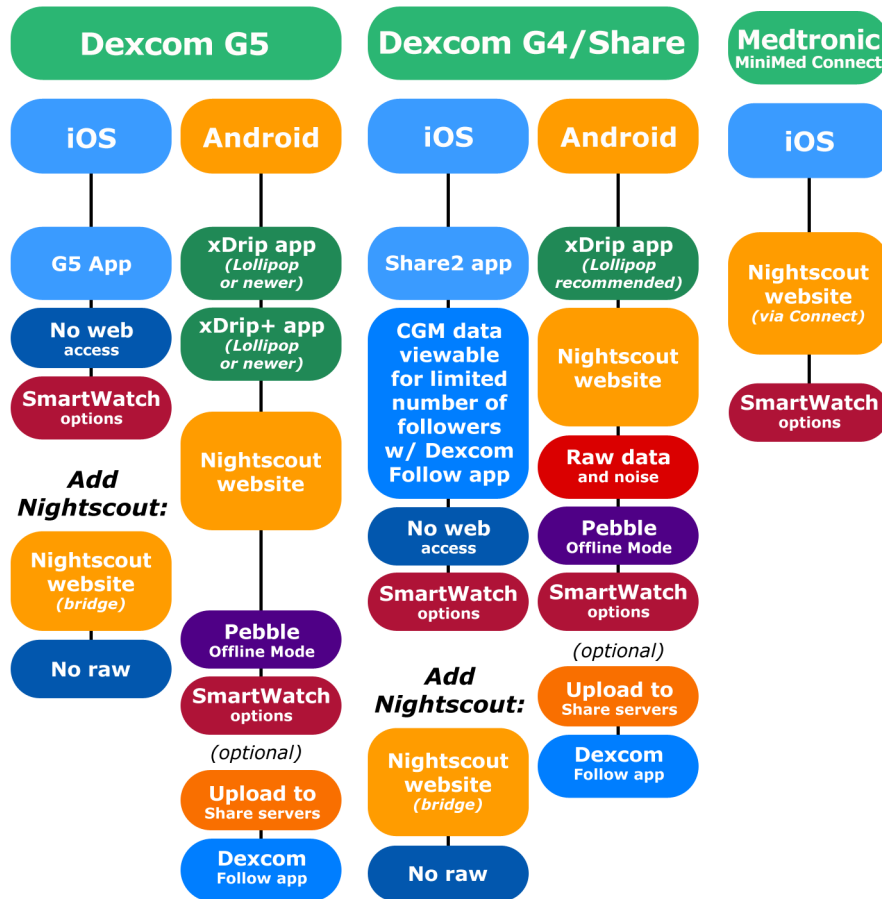 Dexcom G5
iOS
G5 App
No web
access
SmartWatch
options
Add
Nightscout:
Nightscout
website
(bridge)
No raw
Android
xDrip app
(Lollipop
or newer)
xDrip+ app
(Lollipop
or newer)
Nightscout
website
Pebble
Offline Mode
SmartWatch
options
(optional)
Upload to
Share servers
Dexcom
Follow app
Dexcom G4/Share
iOS
Share2 app
CGM data
viewable
for limited
number of
followers
w/ Dexcom
Follow app
No web
access
SmartWatch
options
Add
Nightscout:
Nightscout
website
(bridge)
No raw
Android
xDrip app
(Lollipop
recommended)
Nightscout
website
Raw data
and noise
Pebble
Offline Mode
SmartWatch
options
(optional)
Upload to
Share servers
Dexcom
Follow app
Medtronic
MiniMed Connect
iOS
Nightscout
website
(via Connect)
SmartWatch
options